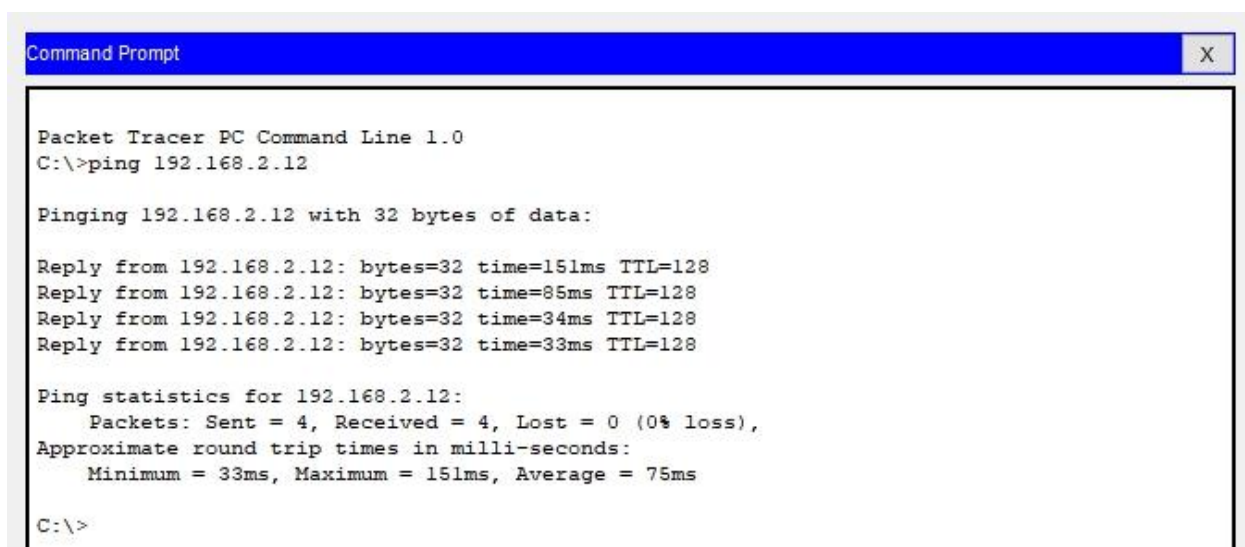 Command Prompt
X
Packet Tracer PC Command Line 1.0
C:\>ping 192.168.2.12
Pinging 192.168.2.12 with 32 bytes of data:
Reply from 192.168.2.12: bytes=32 time=151ms TTL=128
Reply from 192.168.2.12: bytes=32 time=85ms TTL=128
Reply from 192.168.2.12: bytes=32 time=34ms TTL=128
Reply from 192.168.2.12: bytes=32 time=33ms TTL=128
Ping statistics for 192.168.2.12:
Packets: Sent = 4, Received = 4, Lost = 0 (0% loss),
Approximate round trip times in milli-seconds:
Minimum = 33ms, Maximum = 151ms, Average = 75ms
C:\>